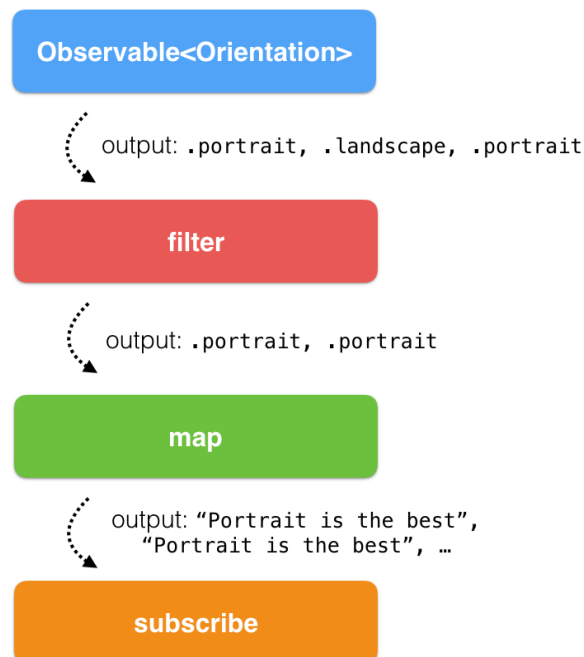 Observable<Orientation>
output: .portrait, .landscape, .portrait
filter
output: .portrait, .portrait
map
output: “Portrait is the best”,
“Portrait is the best”, …
subscribe